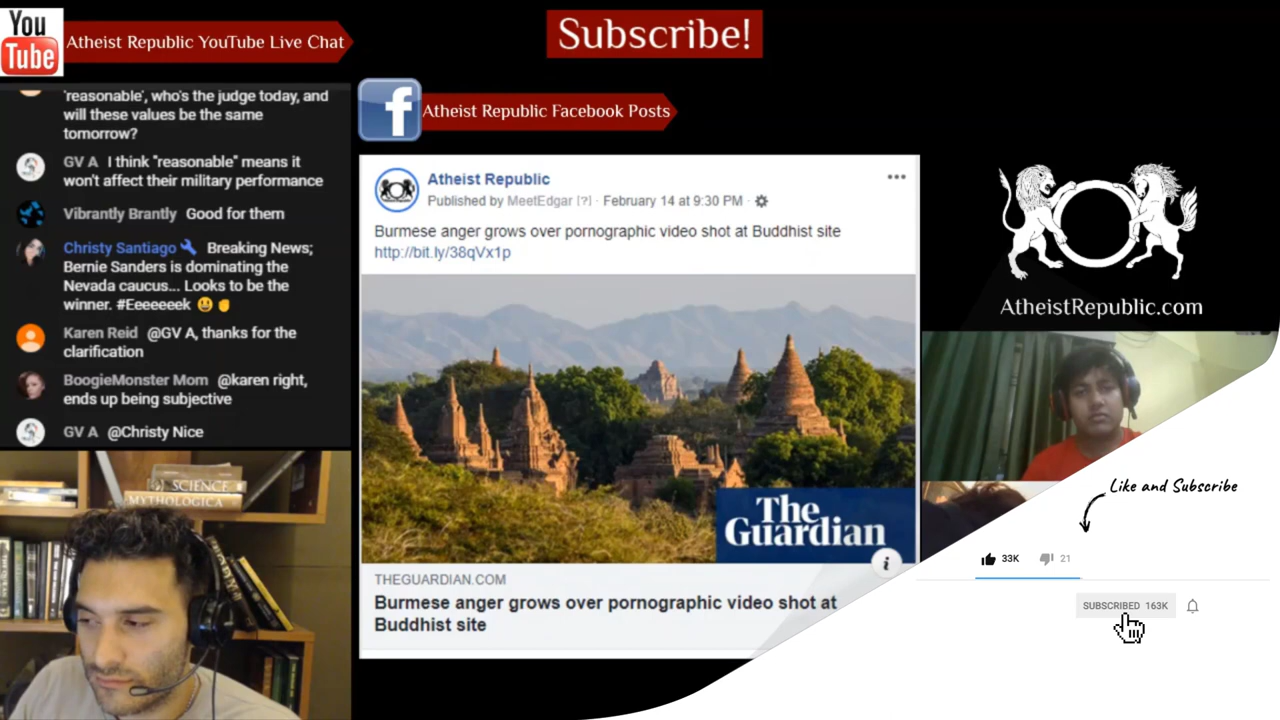 You
Tube
Atheist Republic YouTube Live Chat
Subscribe!
'reasonable', who's the judge today, and
will these values be the same
tomorrow?
GV A I think "reasonable" means it
won't affect their military performance
Vibrantly Brantly Good for them
Christy Santiago Breaking News;
Bernie Sanders is dominating the
Nevada caucus... Looks to be the
winner. #Eeeeeeek 😃✊
Karen Reid @GV A, thanks for the
clarification
BoogieMonster Mom @karen right,
ends up being subjective
GV A @Christy Nice
SCIENCE
MYTHOLOGICA
f
Atheist Republic Facebook Posts
Atheist Republic
Published by MeetEdgar [?] · February 14 at 9:30 PM ·
Burmese anger grows over pornographic video shot at Buddhist site
http://bit.ly/38qVx1p
The
Guardian
i
THEGUARDIAN.COM
Burmese anger grows over pornographic video shot at
Buddhist site
AtheistRepublic.com
Like and Subscribe
33K 21
SUBSCRIBED 163K